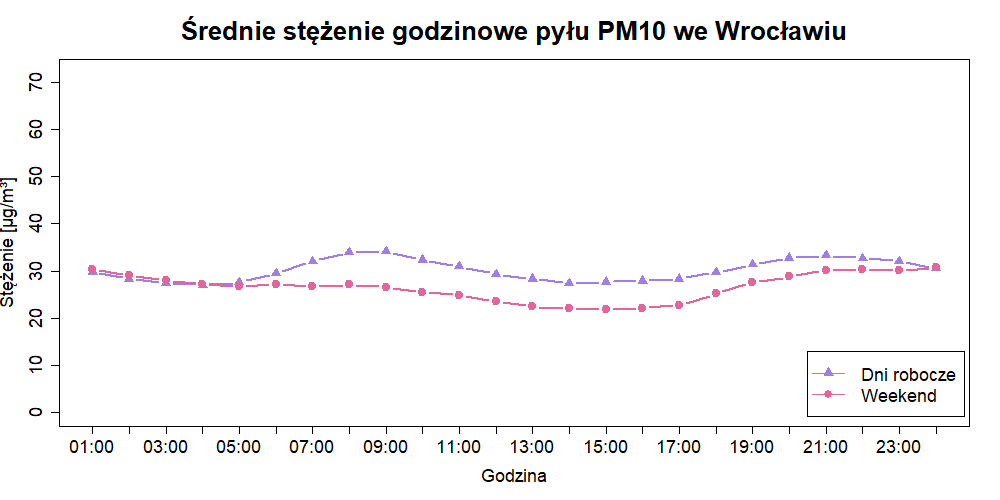 Średnie stężenie godzinowe pyłu PM10 we Wrocławiu
Stężenie [µg/m³]
70
60
50
40
30
20
10
0
01:00 03:00 05:00 07:00 09:00 11:00 13:00 15:00 17:00 19:00 21:00 23:00
Godzina
Dni robocze
Weekend